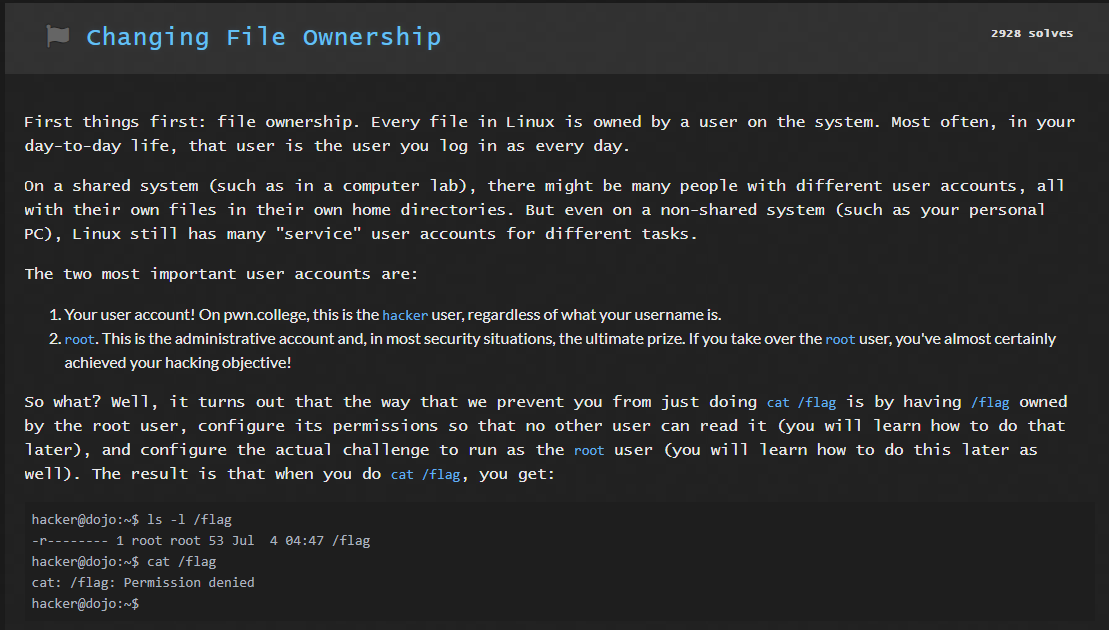 Changing File Ownership
2928 solves
First things first: file ownership. Every file in Linux is owned by a user on the system. Most often, in your
day-to-day life, that user is the user you log in as every day.
On a shared system (such as in a computer lab), there might be many people with different user accounts, all
with their own files in their own home directories. But even on a non-shared system (such as your personal
PC), Linux still has many "service" user accounts for different tasks.
The two most important user accounts are:
1. Your user account! On pwn.college, this is the hacker user, regardless of what your username is.
2. root. This is the administrative account and, in most security situations, the ultimate prize. If you take over the root user, you've almost certainly
achieved your hacking objective!
So what? Well, it turns out that the way that we prevent you from just doing cat /flag is by having /flag owned
by the root user, configure its permissions so that no other user can read it (you will learn how to do that
later), and configure the actual challenge to run as the root user (you will learn how to do this later as
well). The result is that when you do cat /flag, you get:
hacker@dojo:~$ ls -l /flag
-r-------- 1 root root 53 Jul  4 04:47 /flag
hacker@dojo:~$ cat /flag
cat: /flag: Permission denied
hacker@dojo:~$